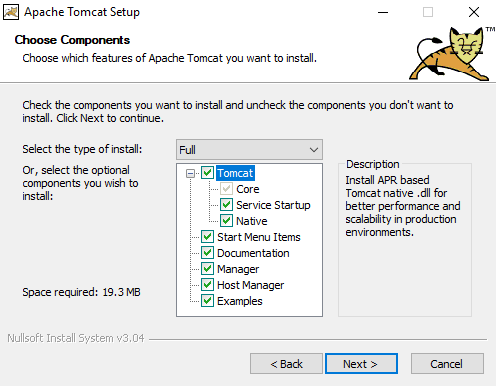 Apache Tomcat Setup
Choose Components
Choose which features of Apache Tomcat you want to install.
TM
Check the components you want to install and uncheck the components you don't want to
install. Click Next to continue.
Select the type of install:
Full
Or, select the optional
components you wish to
install:
Tomcat
Core
Service Startup
Native
Start Menu Items
Documentation
Manager
Host Manager
Examples
Description
Install APR based
Tomcat native .dll for
better performance and
scalability in production
environments.
Space required: 19.3 MB
Nullsoft Install System v3.04
< Back
Next >
Cancel